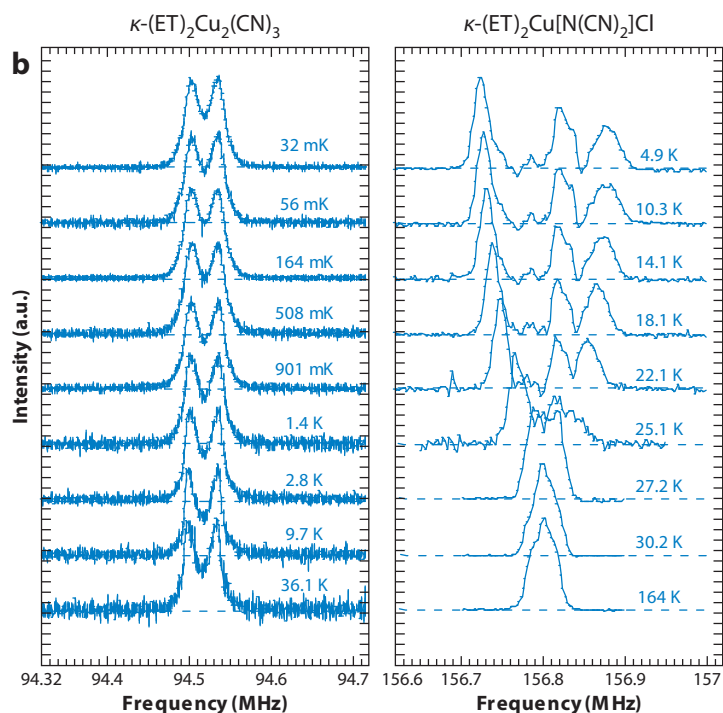 κ-(ET)₂Cu₂(CN)₃
κ-(ET)₂Cu[N(CN)₂]Cl
b
Intensity (a.u.)
32 mK
56 mK
164 mK
508 mK
901 mK
1.4 K
2.8 K
9.7 K
36.1 K
94.32
94.4
94.5
94.6
94.7
Frequency (MHz)
4.9 K
10.3 K
14.1 K
18.1 K
22.1 K
25.1 K
27.2 K
30.2 K
164 K
156.6
156.7
156.8
156.9
157
Frequency (MHz)